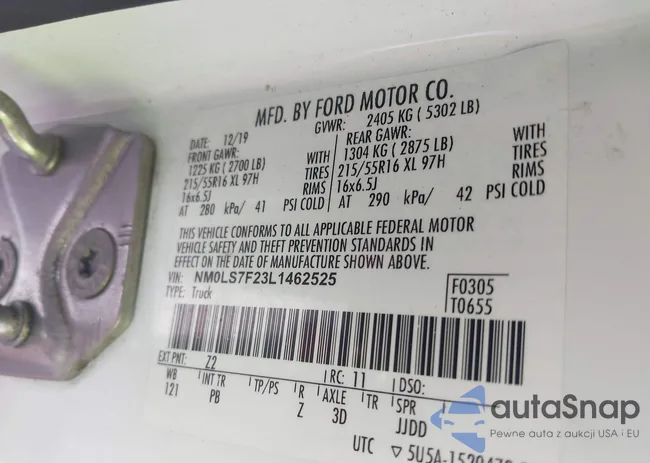 MFD. BY FORD MOTOR CO.
DATE: 12/19 GVWR: 2405 KG ( 5302 LB)
FRONT GAWR: REAR GAWR:
1225 KG ( 2700 LB) WITH 1304 KG ( 2875 LB) WITH
215/55R16 XL 97H TIRES 215/55R16 XL 97H TIRES
16x6.5J RIMS 16x6.5J RIMS
AT 280 kPa/ 41 PSI COLD AT 290 kPa/ 42 PSI COLD
THIS VEHICLE CONFORMS TO ALL APPLICABLE FEDERAL MOTOR
VEHICLE SAFETY AND THEFT PREVENTION STANDARDS IN
EFFECT ON THE DATE OF MANUFACTURE SHOWN ABOVE.
VIN: NM0LS7F23L1462525 F0305
TYPE: Truck T0655
EXT PNT: Z2 RC: 11 DSO:
WB INT TR TP/PS R AXLE TR SPR
121 PB Z 3D JJDD
UTC
autaSnap
Pewne auta z aukcji USA i EU